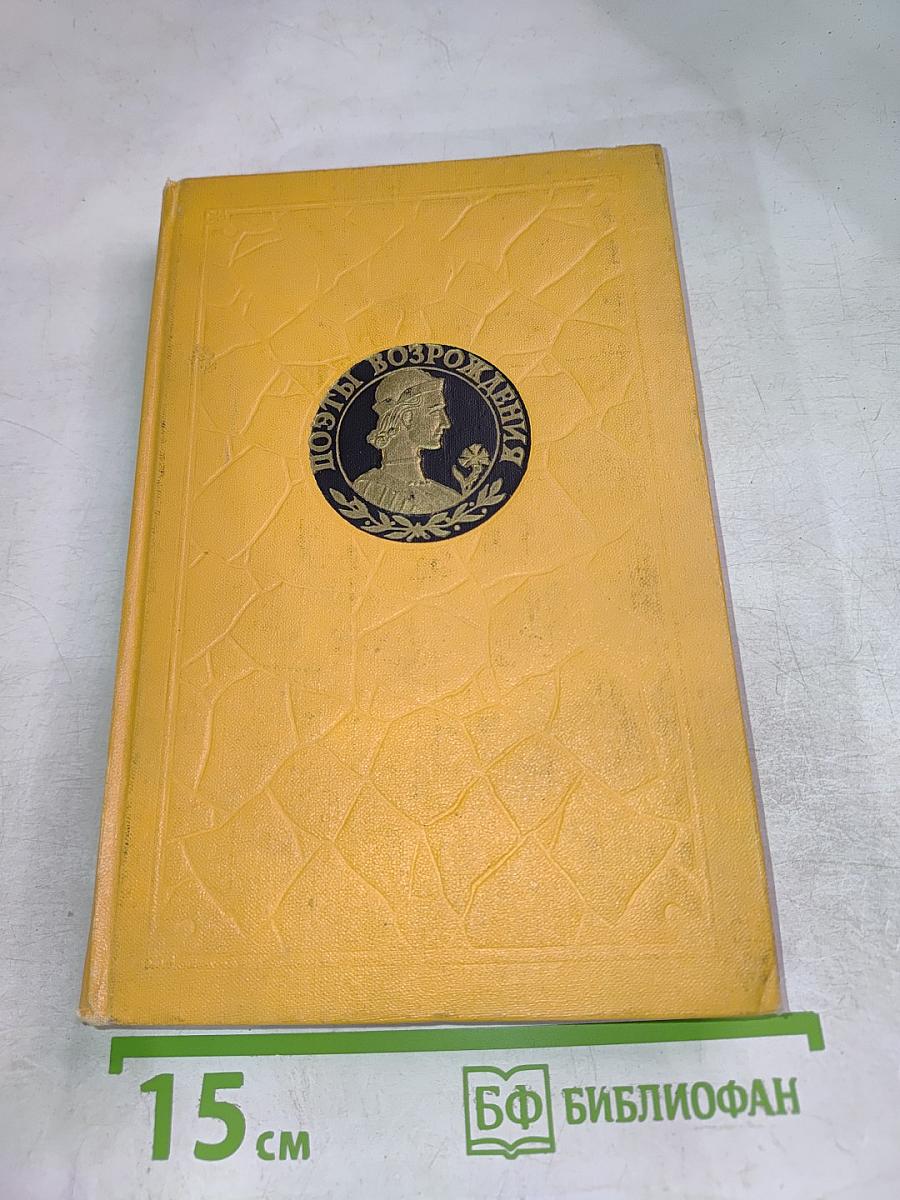 ПОЭТЫ ВОЗРОЖДЕНИЯ
15 см
БФ БИБЛИОФАН